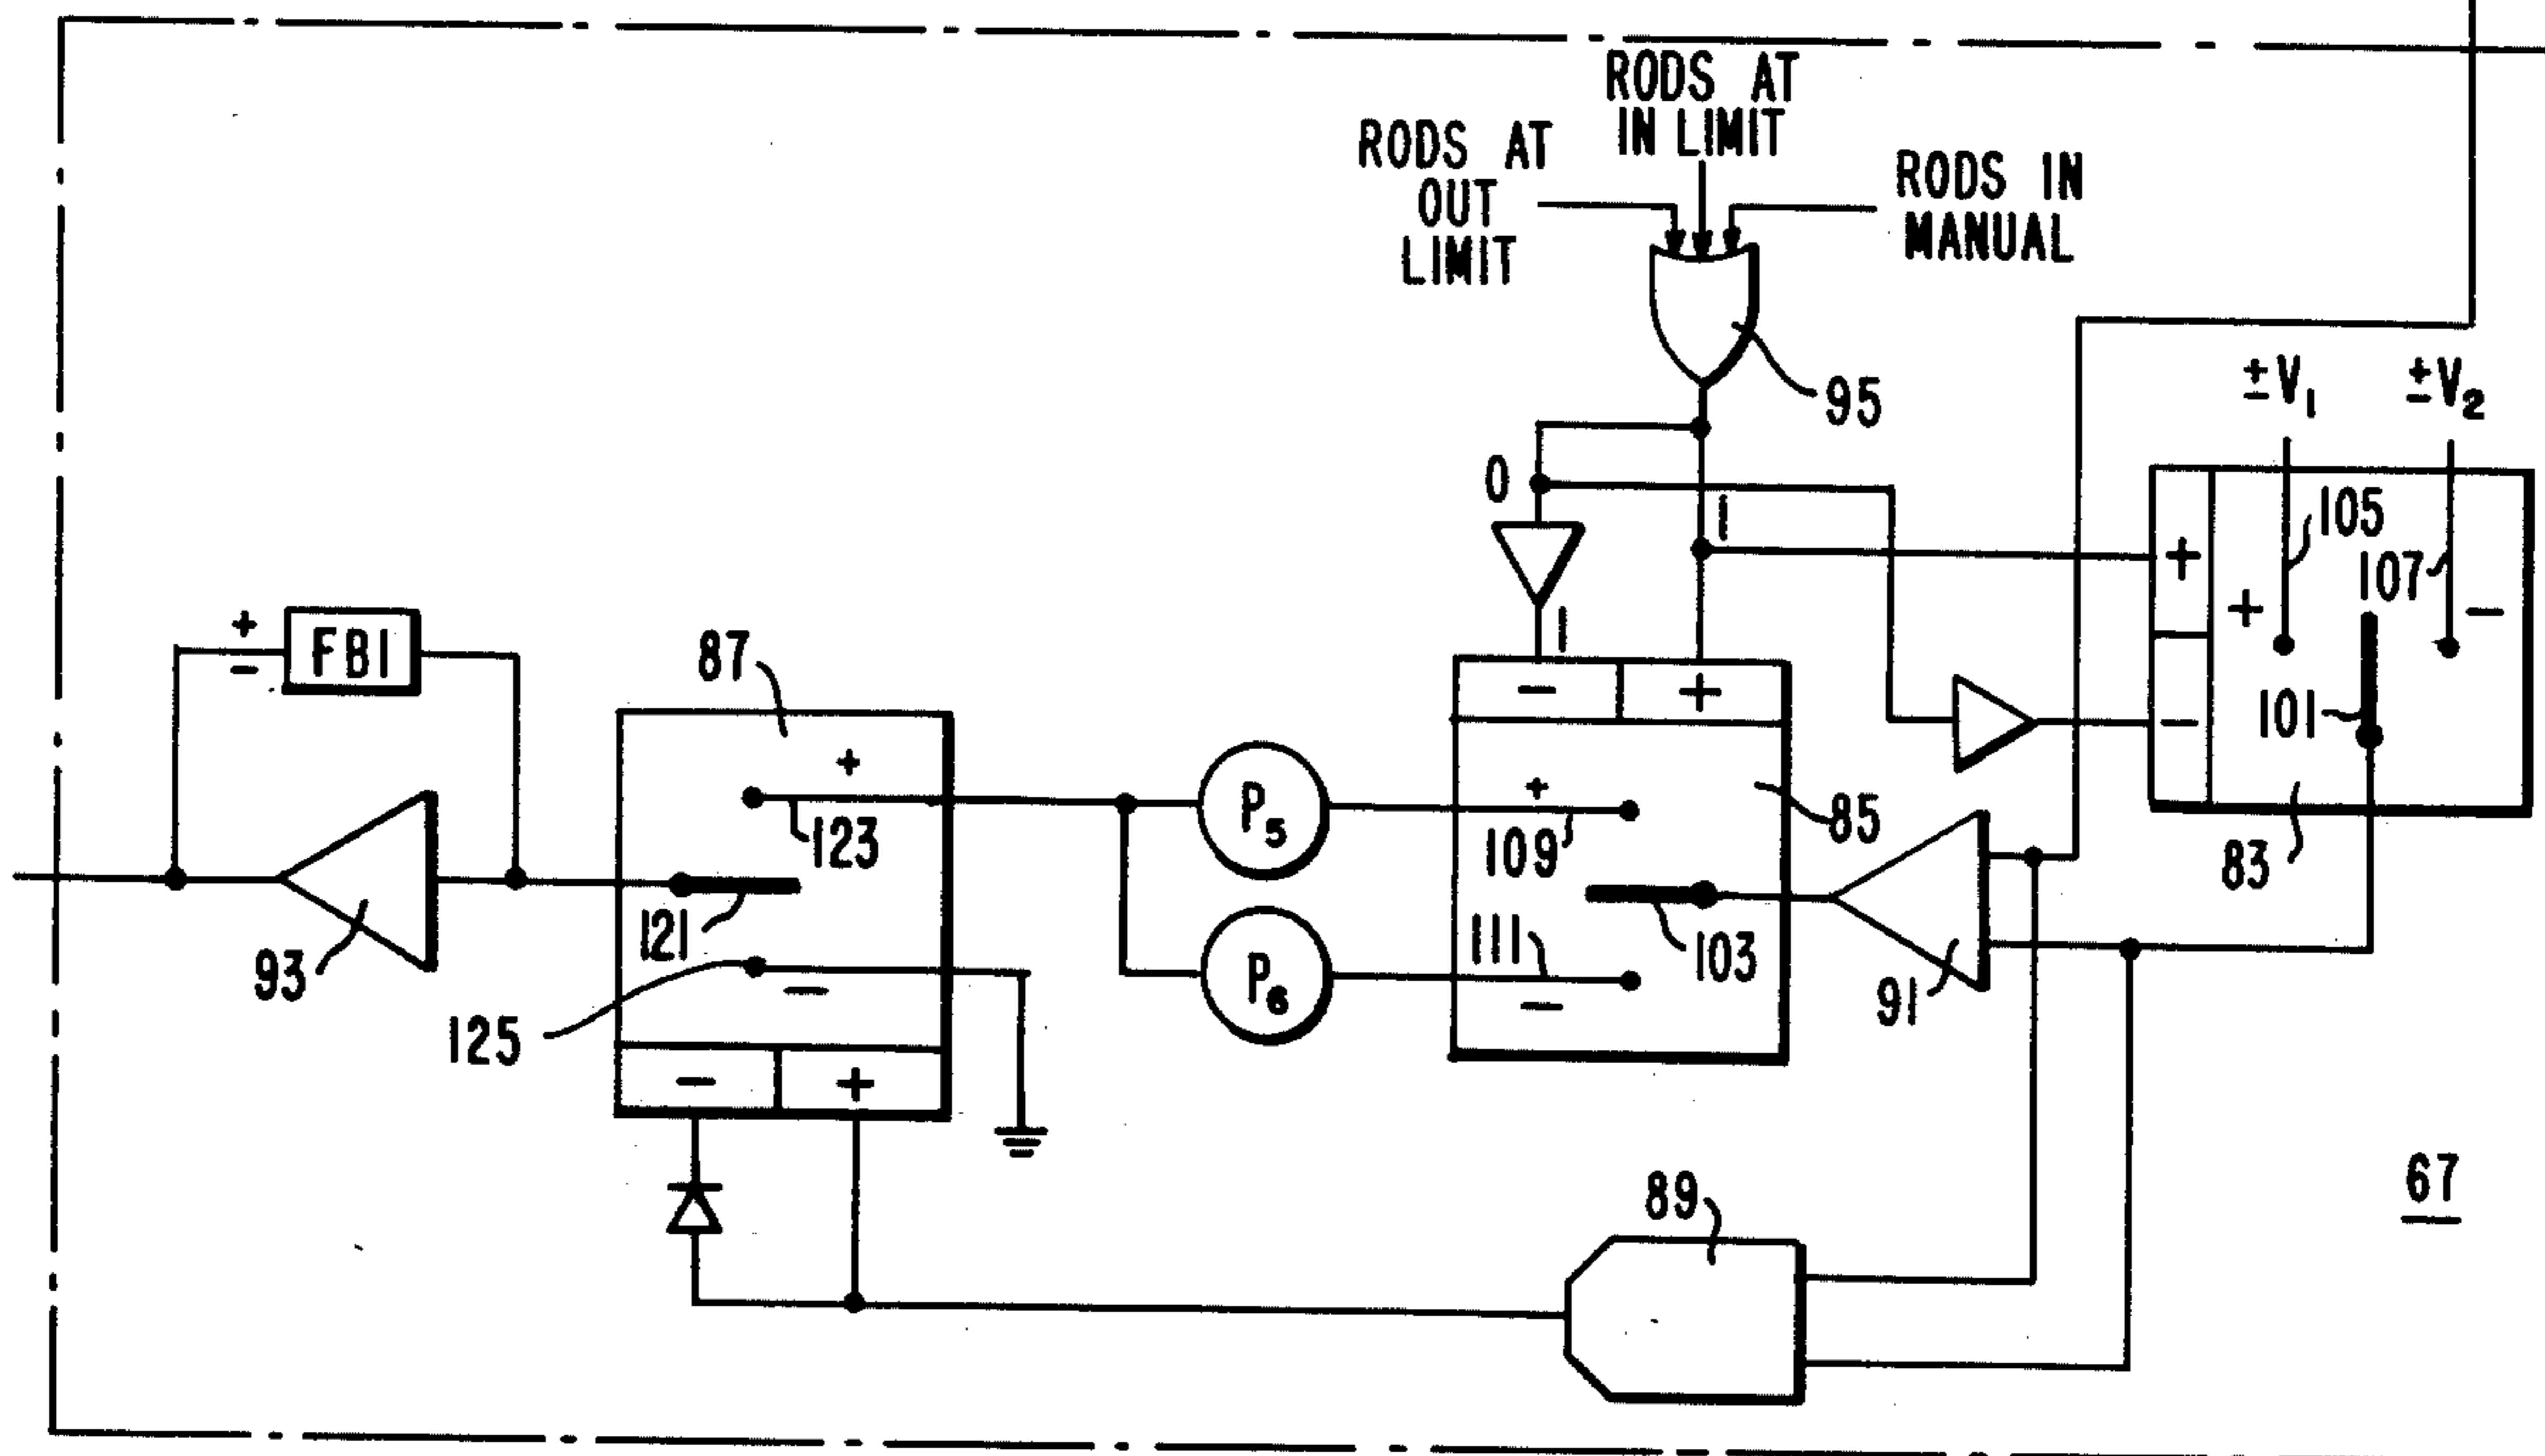 RODS AT
IN LIMIT
RODS AT
OUT
LIMIT
RODS IN
MANUAL
95
±V₁
±V₂
0
1
105
107
+
+
-
101
-
83
1
-
+
+
-
FB1
87
+
123
93
121
125
-
-
+
P₅
P₆
+
109
85
111
-
103
91
89
67